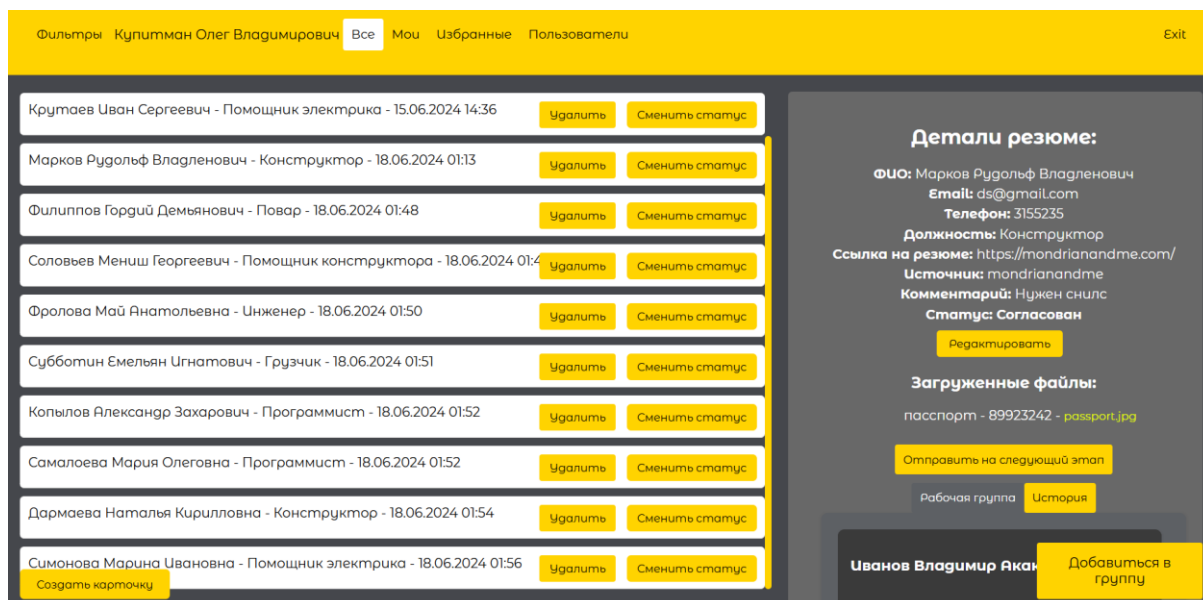 Фильтры Купитман Олег Владимирович Все Мои Избранные Пользователи Exit
Крутаев Иван Сергеевич - Помощник электрика - 15.06.2024 14:36 Удалить Сменить статус
Марков Рудольф Владленович - Конструктор - 18.06.2024 01:13 Удалить Сменить статус
Филиппов Гордий Демьянович - Повар - 18.06.2024 01:48 Удалить Сменить статус
Соловьев Мениш Георгеевич - Помощник конструктора - 18.06.2024 01:4 Удалить Сменить статус
Фролова Май Анатольевна - Инженер - 18.06.2024 01:50 Удалить Сменить статус
Субботин Емельян Игнатович - Грузчик - 18.06.2024 01:51 Удалить Сменить статус
Копылов Александр Захарович - Программист - 18.06.2024 01:52 Удалить Сменить статус
Самалоева Мария Олеговна - Программист - 18.06.2024 01:52 Удалить Сменить статус
Дармаева Наталья Кирилловна - Конструктор - 18.06.2024 01:54 Удалить Сменить статус
Симонова Марина Ивановна - Помощник электрика - 18.06.2024 01:56 Удалить Сменить статус
Создать карточку
Детали резюме:
ФИО: Марков Рудольф Владленович
Email: ds@gmail.com
Телефон: 3155235
Должность: Конструктор
Ссылка на резюме: https://mondrianandme.com/
Источник: mondrianandme
Комментарий: Нужен снилс
Статус: Согласован
Редактировать
Загруженные файлы:
пасспорт - 89923242 - passport.jpg
Отправить на следующий этап
Рабочая группа История
Иванов Владимир
Добавиться в
группу